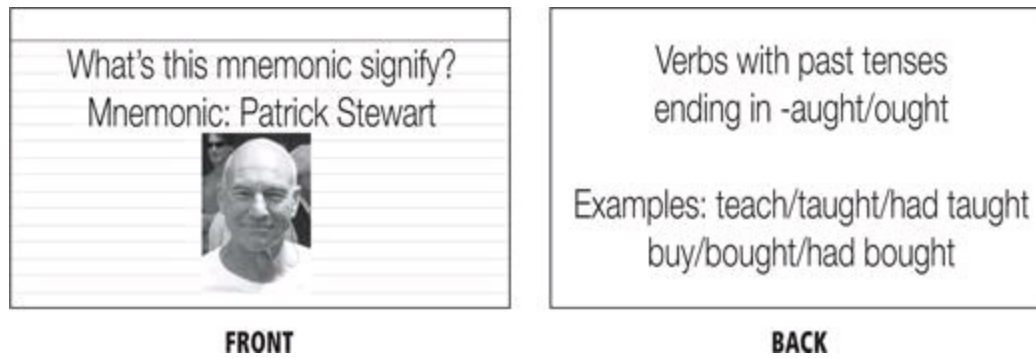 What's this mnemonic signify?
Mnemonic: Patrick Stewart
FRONT
Verbs with past tenses
ending in -aught/ought
Examples: teach/taught/had taught
buy/bought/had bought
BACK